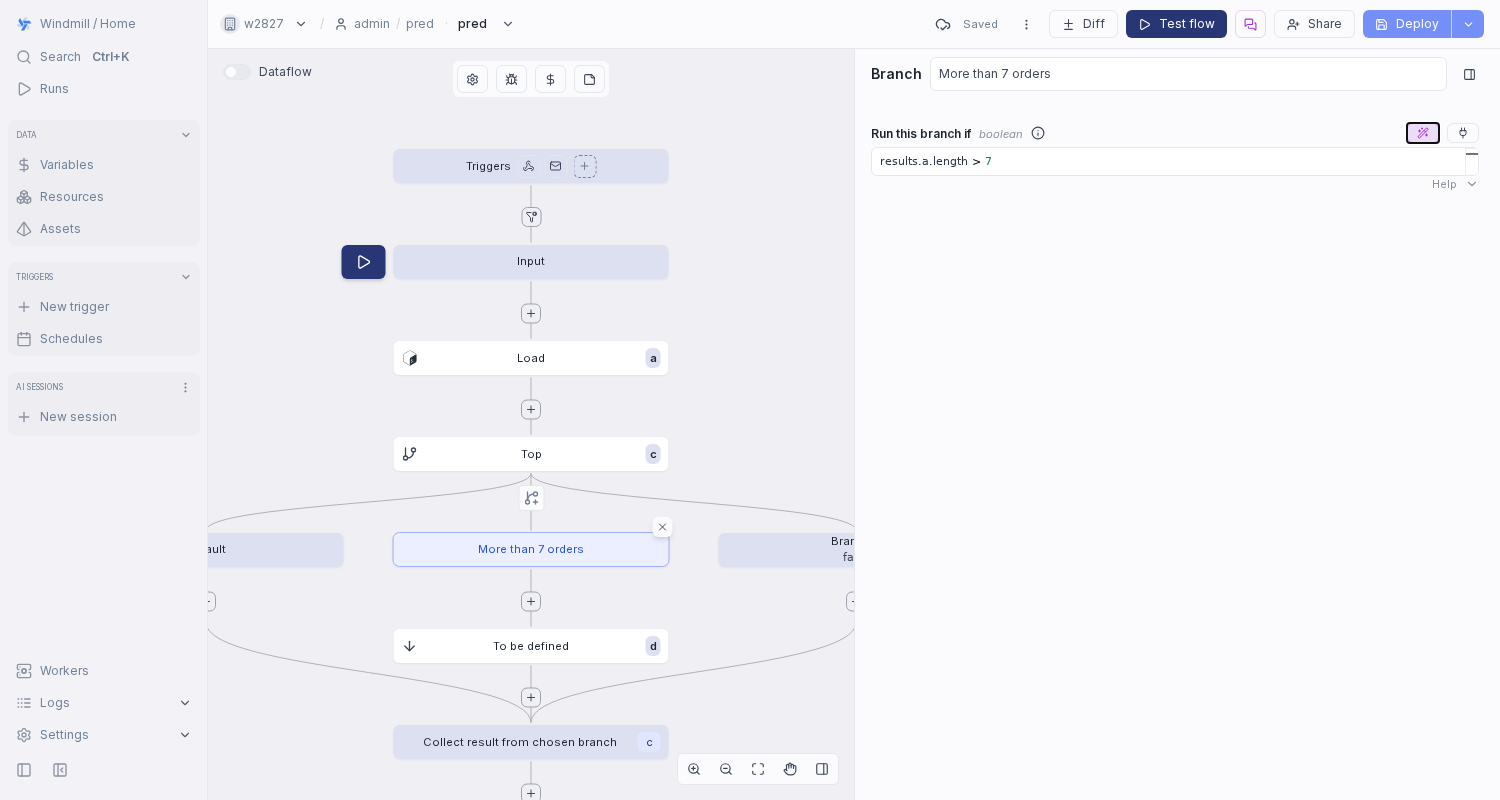 Windmill / Home
Search Ctrl+K
Runs
DATA
Variables
Resources
Assets
TRIGGERS
New trigger
Schedules
AI SESSIONS
New session
Workers
Logs
Settings
w2827 / admin / pred · pred
Saved
Diff
Test flow
Share
Deploy
Dataflow
Triggers
Input
Load a
Top c
ault
More than 7 orders
Bran
fa
To be defined d
Collect result from chosen branch c
Branch More than 7 orders
Run this branch if boolean
results.a.length > 7
Help